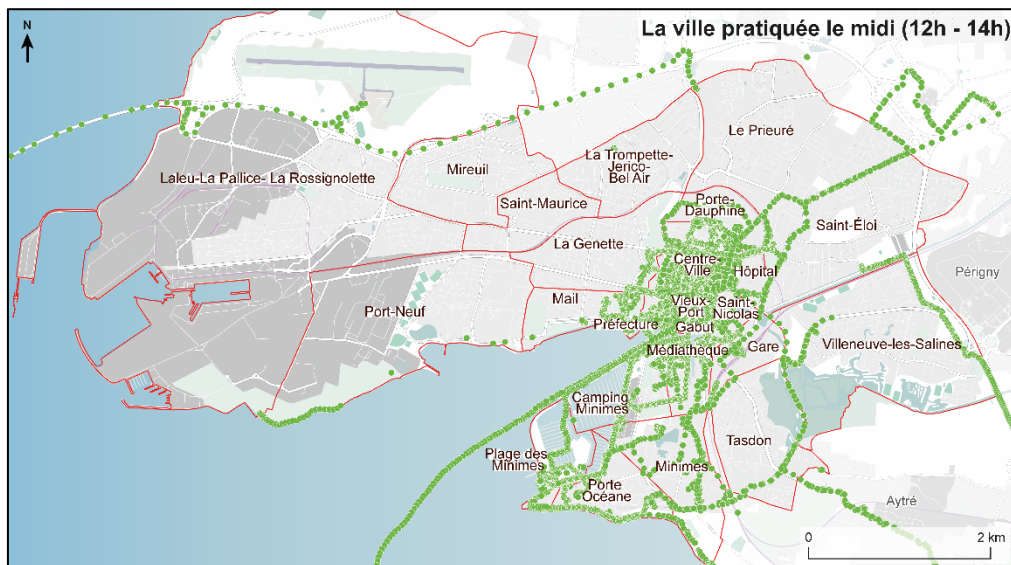 La ville pratiquée le midi (12h - 14h)
N
Le Prieuré
La Trompette-
Jerico-
Bel Air
Mireuil
Laleu-La Pallice- La Rossignolette
Saint-Maurice
Porte-
Dauphine
Saint-Éloi
La Genette
Centre-
Ville
Hôpital
Périgny
Mail
Vieux-
Port
Saint-
Nicolas
Port-Neuf
Préfecture
Gabut
Médiathèque
Gare
Villeneuve-les-Salines
Camping
Minimes
Tasdon
Plage des
Minimes
Minimes
Porte
Océane
Aytré
0
2 km